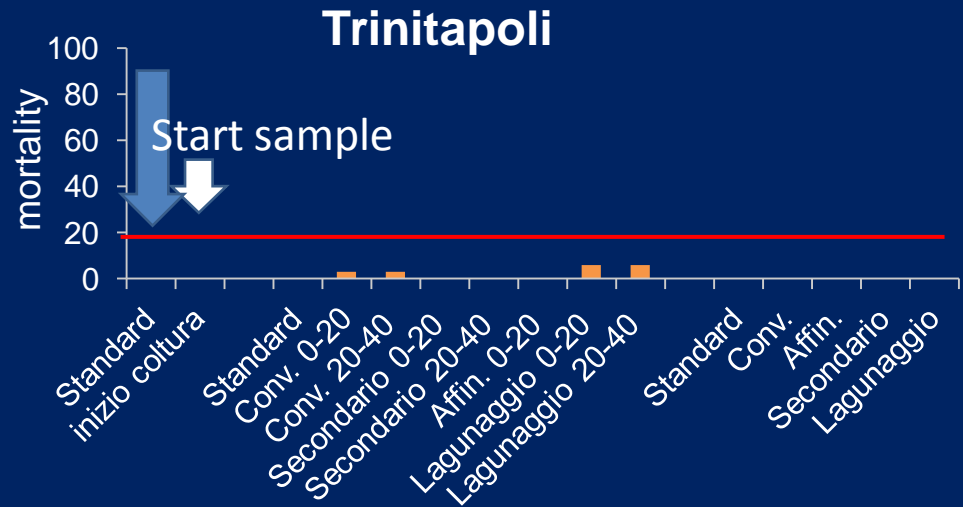 Trinitapoli
mortality
100
80
60
40
20
0
Start sample
Standard
inizio coltura
Standard
Conv. 0-20
Conv. 20-40
Secondario 0-20
Secondario 20-40
Affin. 0-20
Lagunaggio 0-20
Lagunaggio 20-40
Standard
Conv.
Affin.
Secondario
Lagunaggio